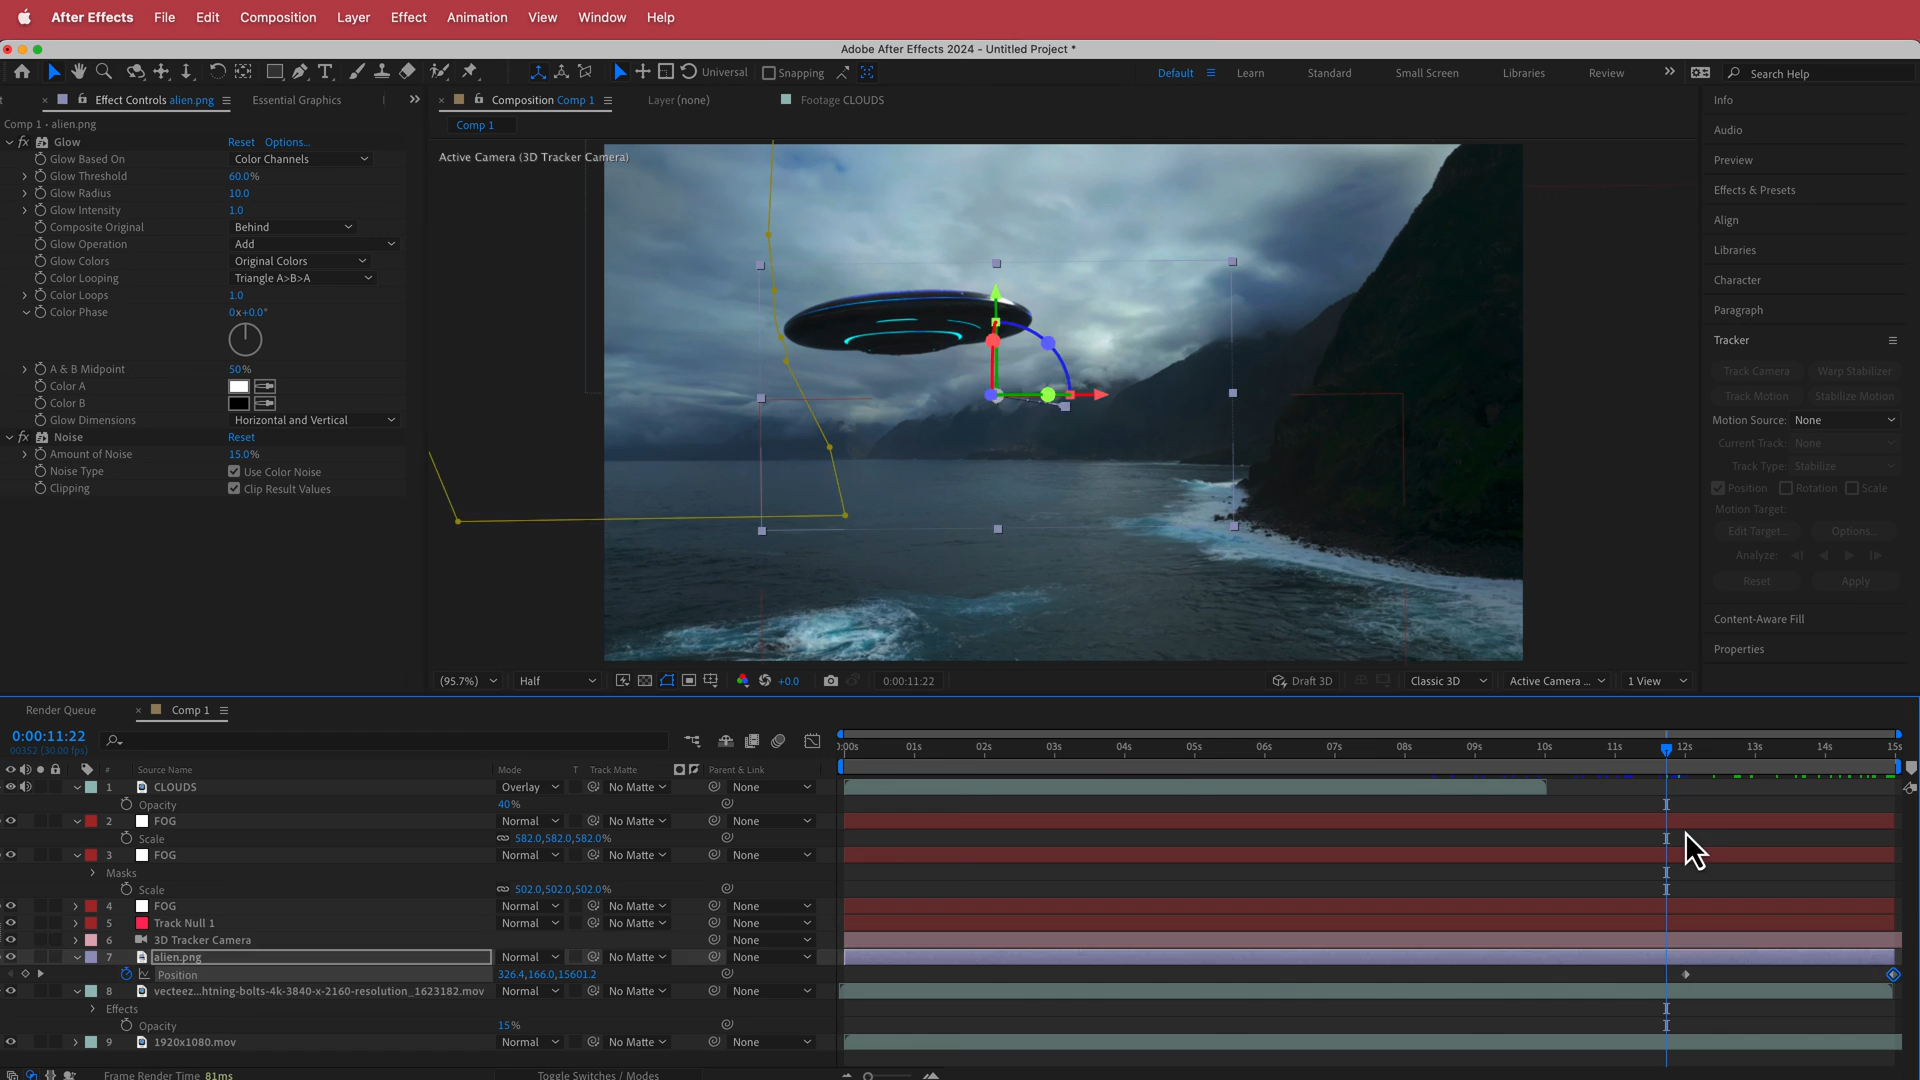 After Effects File Edit Composition Layer Effect Animation View Window Help
Adobe After Effects 2024 - Untitled Project *
Universal Snapping Default Learn Standard Small Screen Libraries Review Search Help
Effect Controls alien.png Essential Graphics
Comp 1 • alien.png
fx Glow Reset Options...
Glow Based On Color Channels
Glow Threshold 60.0%
Glow Radius 10.0
Glow Intensity 1.0
Composite Original Behind
Glow Operation Add
Glow Colors Original Colors
Color Looping Triangle A>B>A
Color Loops 1.0
Color Phase 0x+0.0°
A & B Midpoint 50%
Color A
Color B
Glow Dimensions Horizontal and Vertical
fx Noise Reset
Amount of Noise 15.0%
Noise Type Use Color Noise
Clipping Clip Result Values
Composition Comp 1 Layer (none) Footage CLOUDS
Comp 1
Active Camera (3D Tracker Camera)
(95.7%) Half +0.0 0:00:11:22 Draft 3D Classic 3D Active Camera ... 1 View
Info
Audio
Preview
Effects & Presets
Align
Libraries
Character
Paragraph
Tracker
Track Camera Warp Stabilizer
Track Motion Stabilize Motion
Motion Source: None
Current Track: None
Track Type: Stabilize
Position Rotation Scale
Motion Target:
Edit Target... Options...
Analyze:
Reset Apply
Content-Aware Fill
Properties
Render Queue Comp 1
0:00:11:22
00352 (30.00 fps)
:00s 01s 02s 03s 04s 05s 06s 07s 08s 09s 10s 11s 12s 13s 14s 15s
# Source Name Mode T Track Matte Parent & Link
1 CLOUDS Overlay No Matte None
Opacity 40%
2 FOG Normal No Matte None
Scale 582.0,582.0,582.0%
3 FOG Normal No Matte None
Masks
Scale 502.0,502.0,502.0%
4 FOG Normal No Matte None
5 Track Null 1 Normal No Matte None
6 3D Tracker Camera None
7 alien.png Normal No Matte None
Position 326.4,166.0,15601.2
8 vecteez...htning-bolts-4k-3840-x-2160-resolution_1623182.mov Normal No Matte None
Effects
Opacity 15%
9 1920x1080.mov Normal No Matte None
Frame Render Time 81ms Toggle Switches / Modes